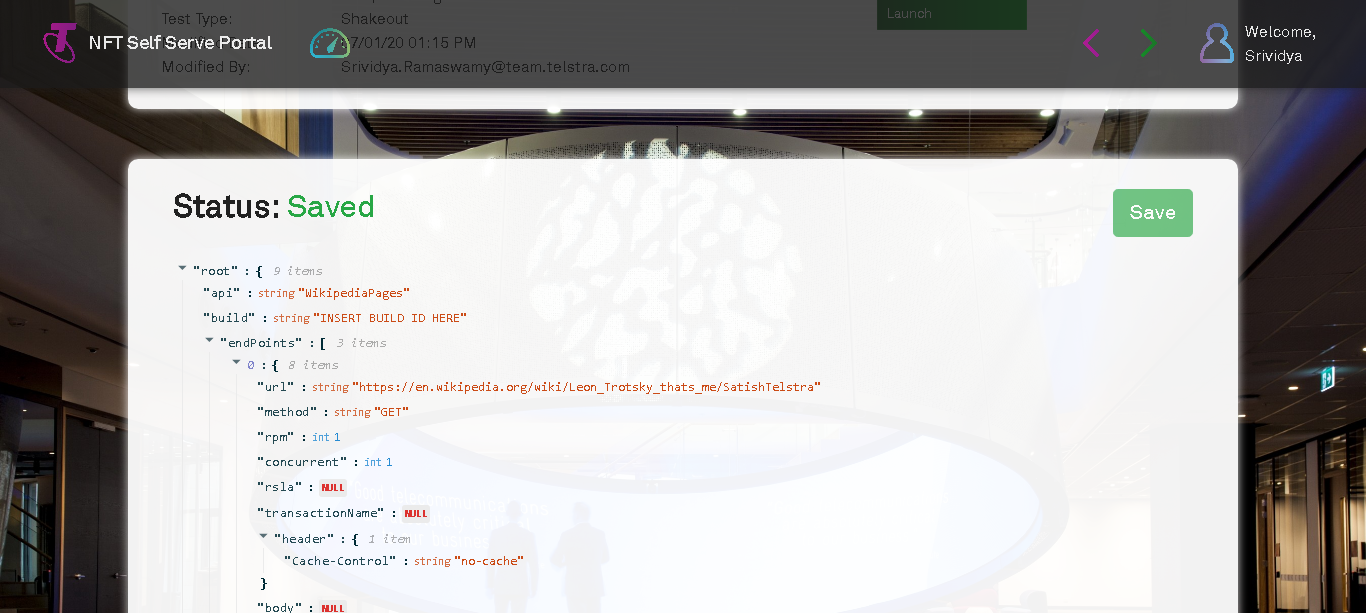 Test Type: Shakeout
Launch
NFT Self Serve Portal
7/01/20 01:15 PM
Welcome,
Srividya
Modified By: Srividya.Ramaswamy@team.telstra.com
Status: Saved
Save
"root" : { 9 items
"api" : string "WikipediaPages"
"build" : string "INSERT BUILD ID HERE"
"endPoints" : [ 3 items
0 : { 8 items
"url" : string "https://en.wikipedia.org/wiki/Leon_Trotsky_thats_me/SatishTelstra"
"method" : string "GET"
"rpm" : int 1
"concurrent" : int 1
"rsla" : NULL
"transactionName" : NULL
"header" : { 1 item
"Cache-Control" : string "no-cache"
}
"body" : NULL